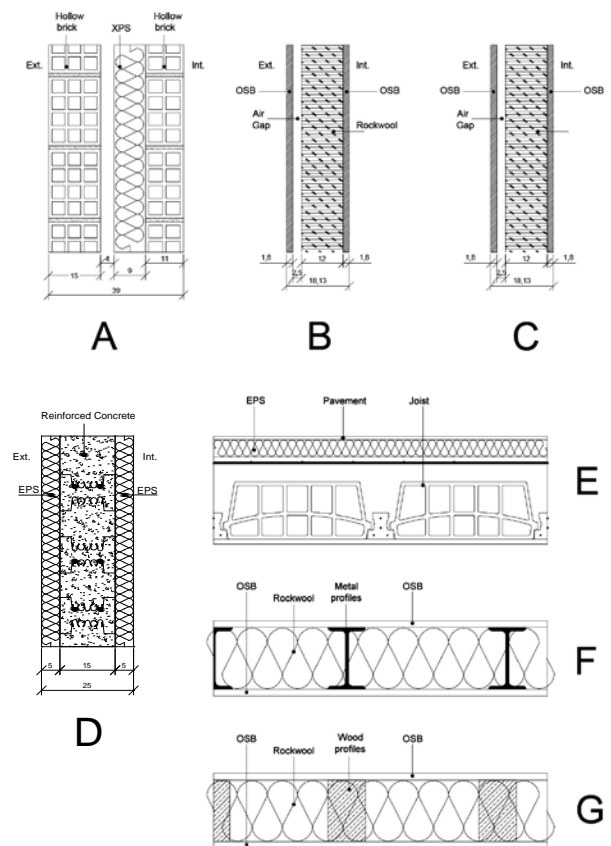 Hollow brick
XPS
Hollow brick
Ext.
Int.
4
11
15
9
39
A
Ext.
Int.
OSB
OSB
Air Gap
Rockwool
1,8
12
1,8
2,5
18,13
B
Ext.
Int.
OSB
OSB
Air Gap
1,8
12
1,8
2,5
18,13
C
Reinforced Concrete
Ext.
Int.
EPS
EPS
5
15
5
25
D
EPS
Pavement
Joist
E
OSB
Rockwool
Metal profiles
OSB
OSB
F
OSB
Rockwool
Wood profiles
OSB
OSB
G